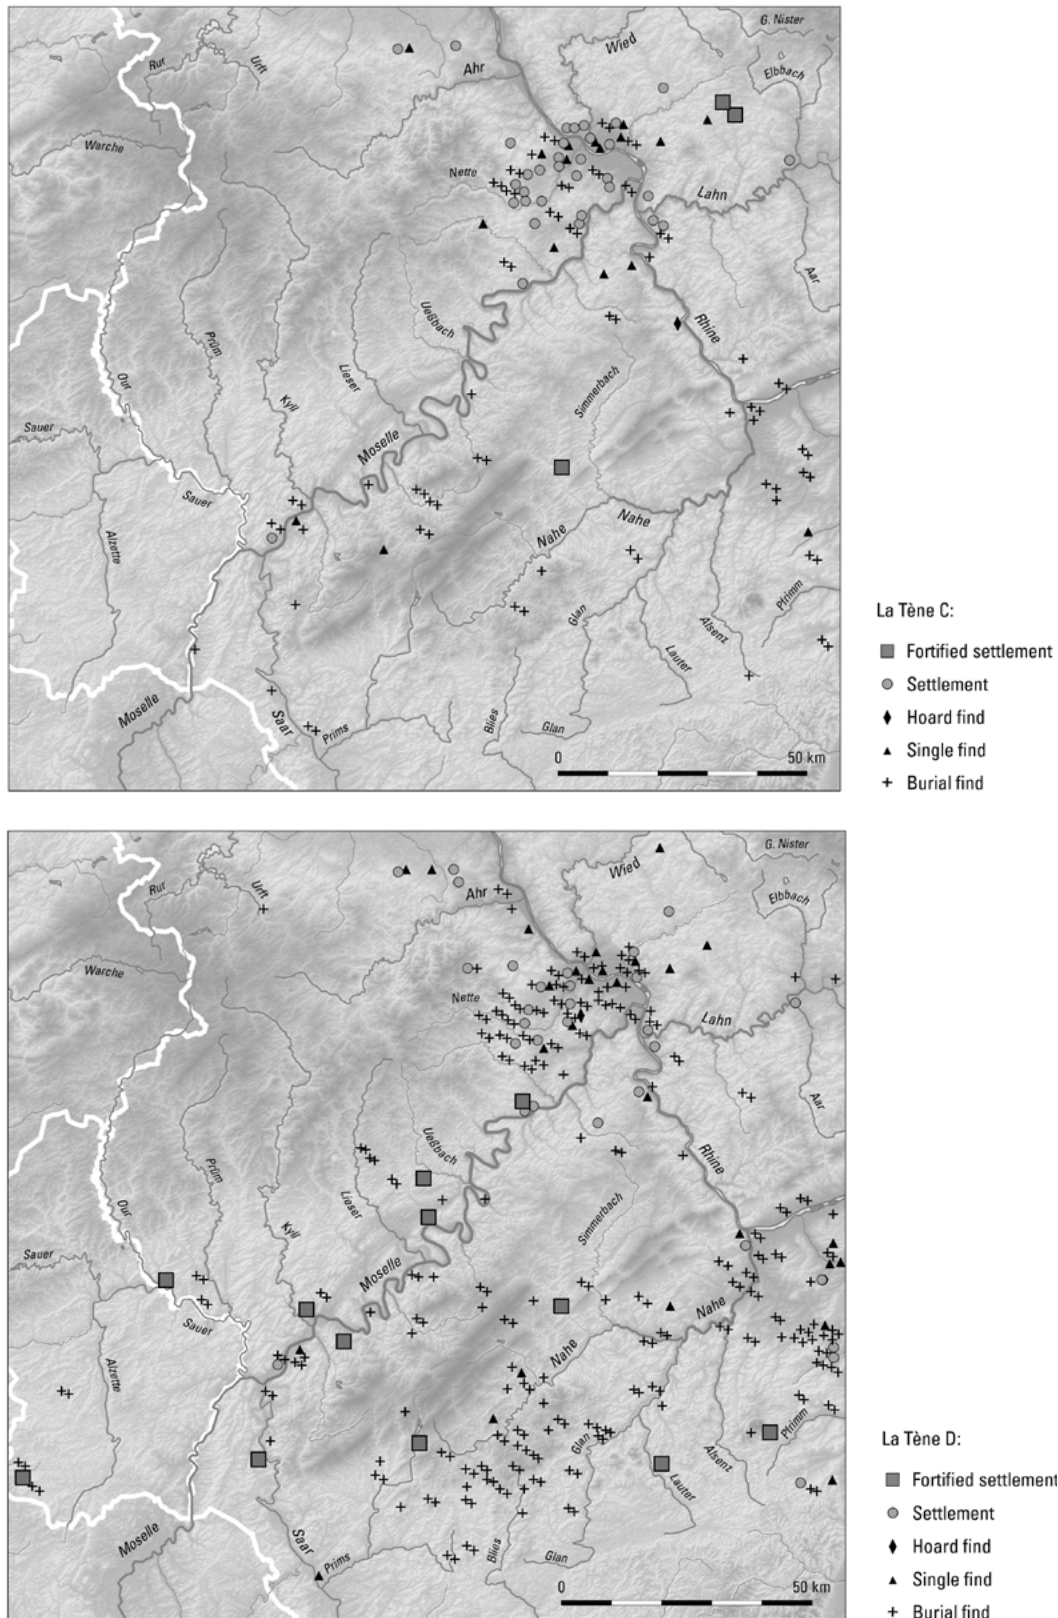 G. Nister
Wied
Rur
Urft
Ahr
Elbbach
Warche
Nette
Lahn
Aar
Rhine
Ueßbach
Prüm
Lieser
Our
Kyll
Simmerbach
Moselle
Sauer
Sauer
Alzette
Nahe
Nahe
Glan
Pfrimm
Alsenz
Lauter
Moselle
Saar
Prims
Blies
Glan
0 50 km
La Tène C:
Fortified settlement
Settlement
Hoard find
Single find
Burial find
G. Nister
Wied
Rur
Urft
Ahr
Elbbach
Warche
Nette
Lahn
Aar
Rhine
Ueßbach
Prüm
Lieser
Our
Kyll
Simmerbach
Sauer
Moselle
Sauer
Nahe
Alzette
Nahe
Pfrimm
Glan
Alsenz
Lauter
Moselle
Saar
Prims
Blies
Glan
0 50 km
La Tène D:
Fortified settlement
Settlement
Hoard find
Single find
Burial find